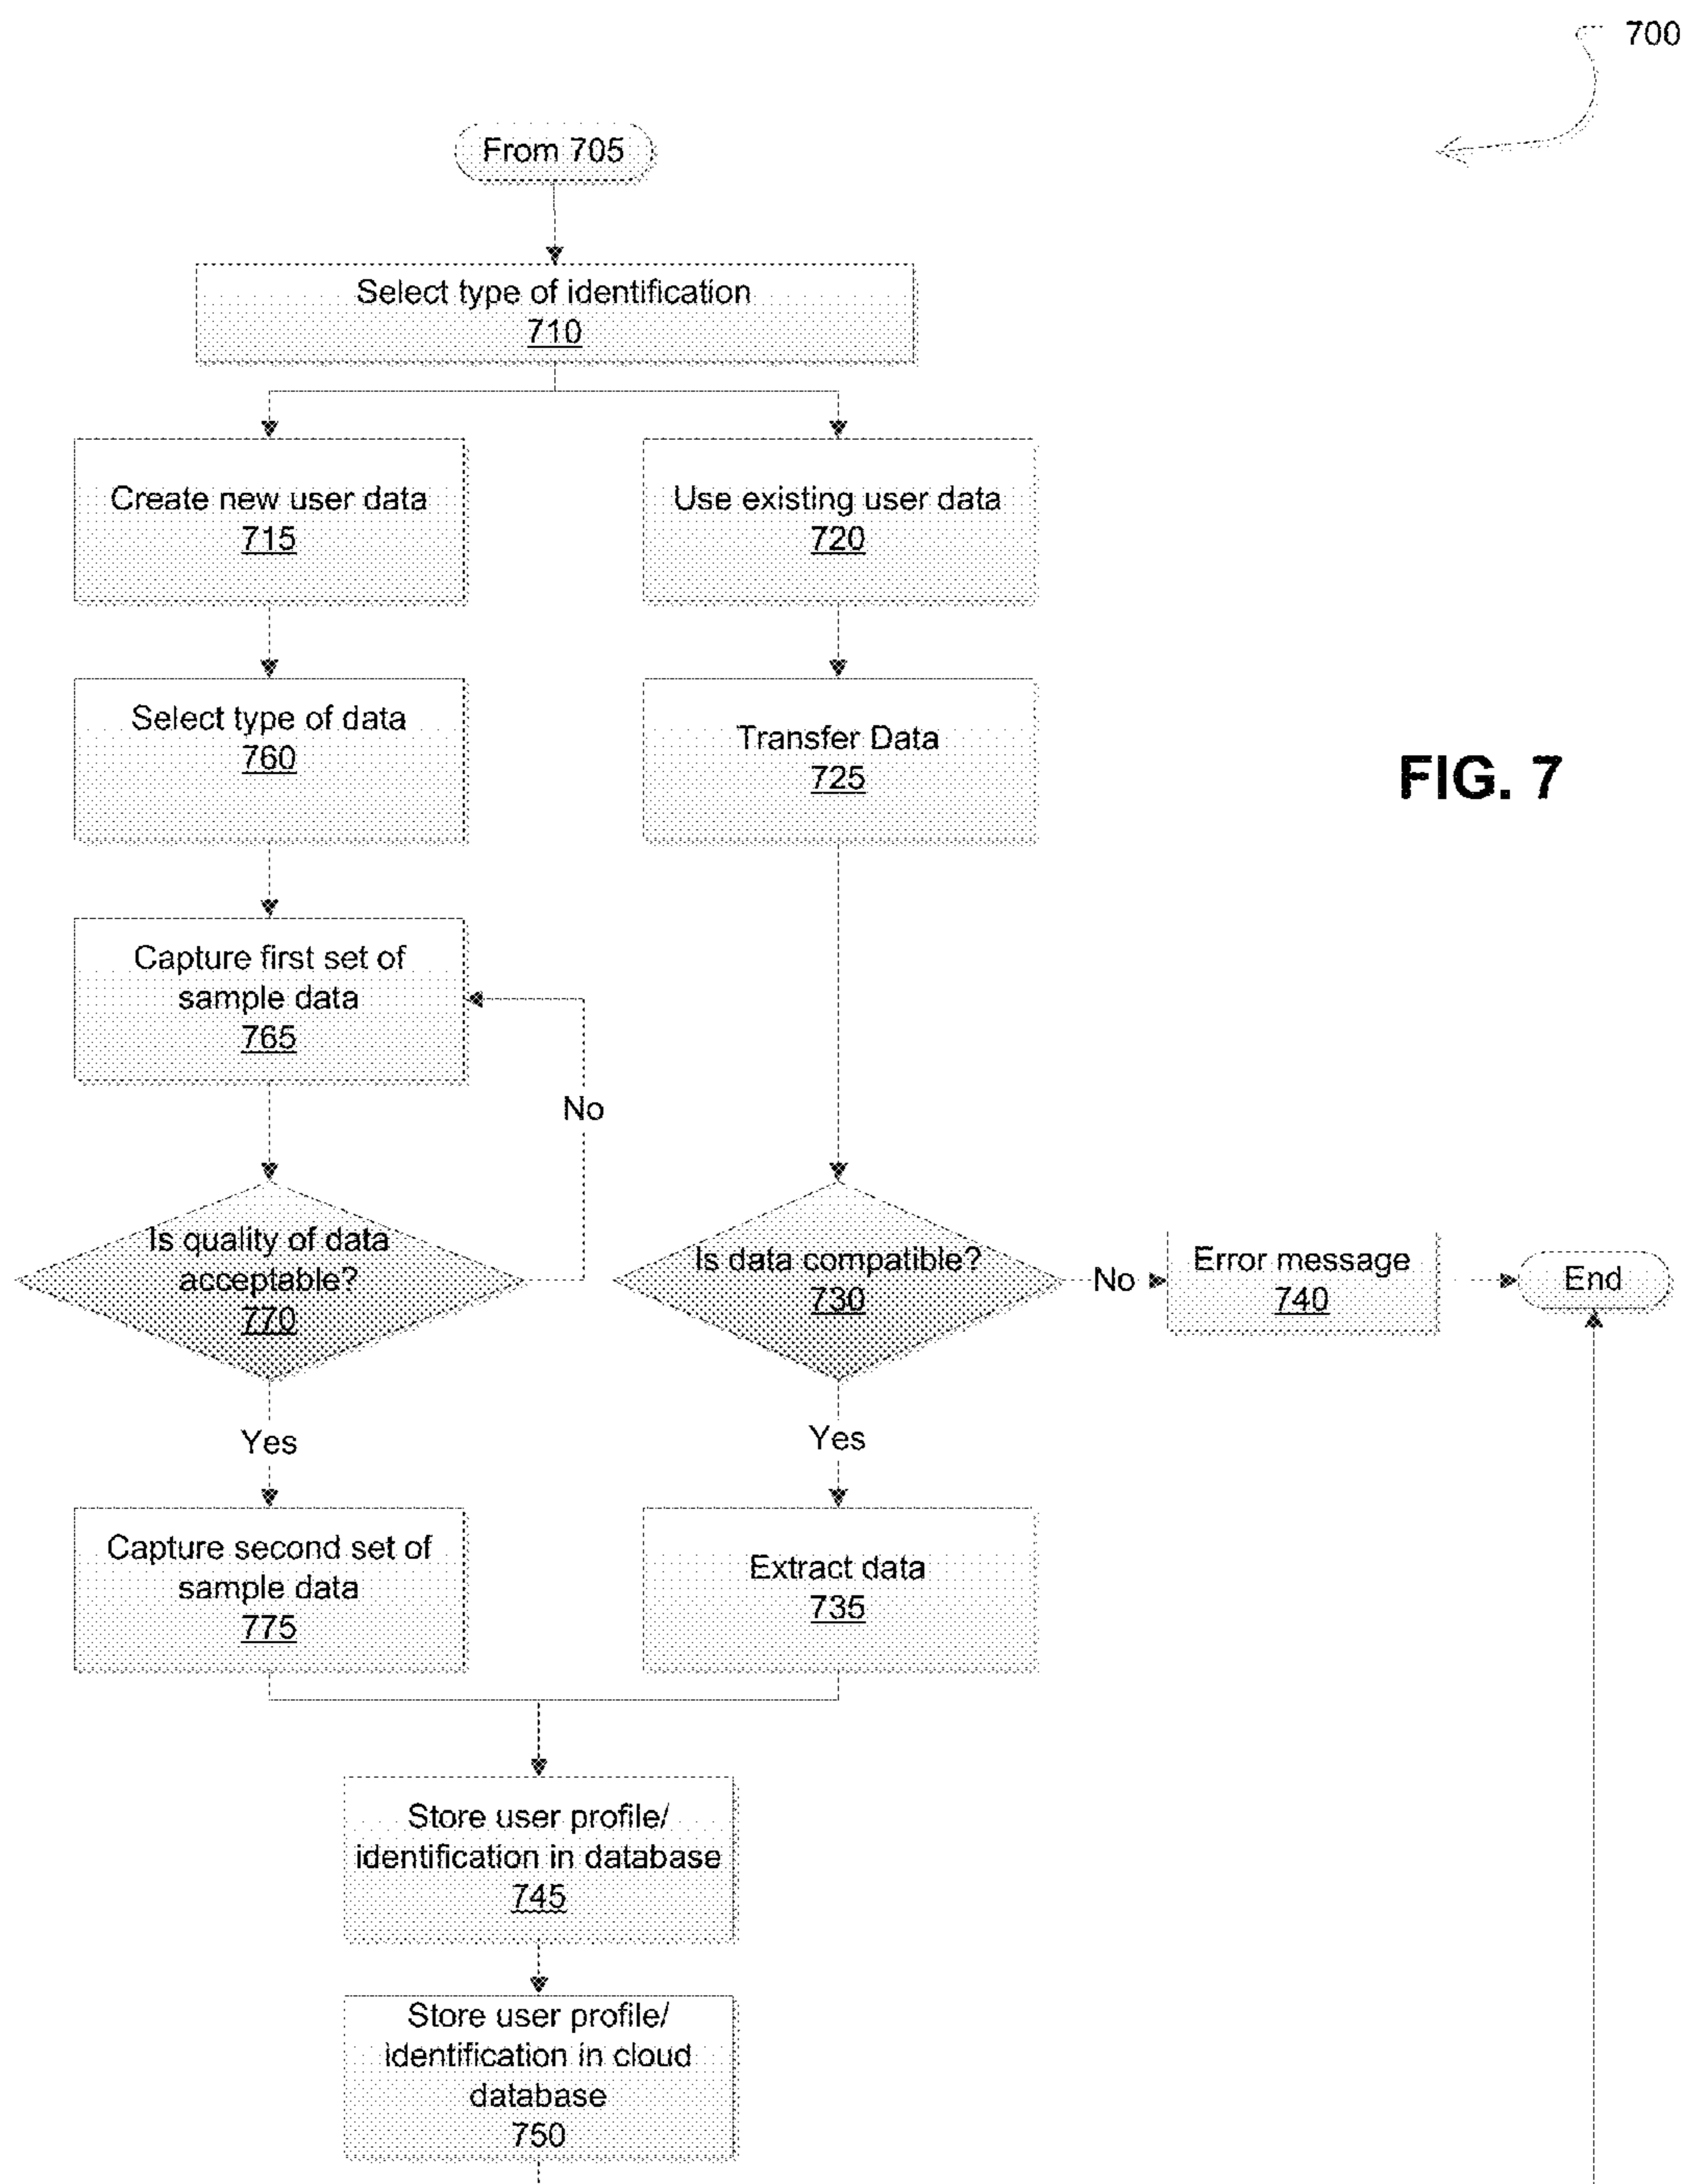 700
From 705
Select type of identification
710
Create new user data
715
Use existing user data
720
Select type of data
760
Transfer Data
725
FIG. 7
Capture first set of
sample data
765
No
Is quality of data
acceptable?
770
Is data compatible?
730
No
Error message
740
End
Yes
Yes
Capture second set of
sample data
775
Extract data
735
Store user profile/
identification in database
745
Store user profile/
identification in cloud
database
750